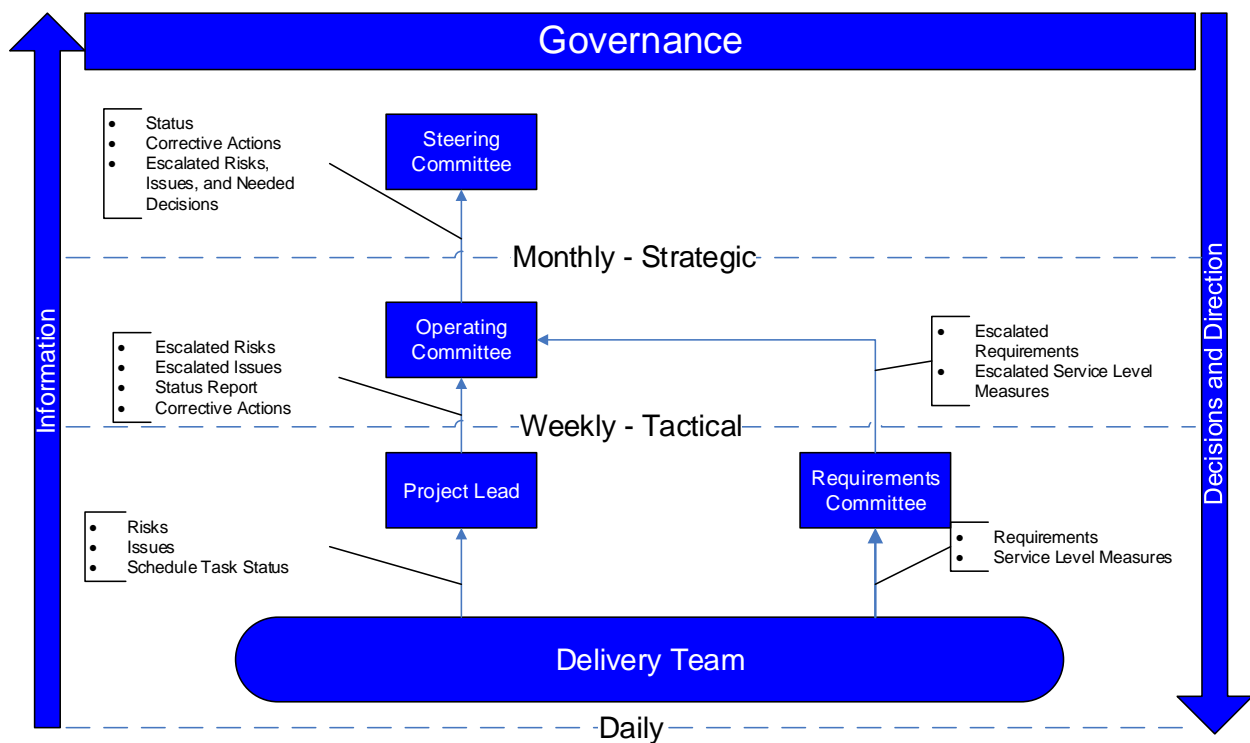 Governance
• Status
• Corrective Actions
• Escalated Risks,
Issues, and Needed
Decisions
Steering
Committee
Monthly - Strategic
Information
Decisions and Direction
• Escalated Risks
• Escalated Issues
• Status Report
• Corrective Actions
Operating
Committee
• Escalated
Requirements
• Escalated Service Level
Measures
Weekly - Tactical
Project Lead
Requirements
Committee
• Risks
• Issues
• Schedule Task Status
• Requirements
• Service Level Measures
Delivery Team
Daily